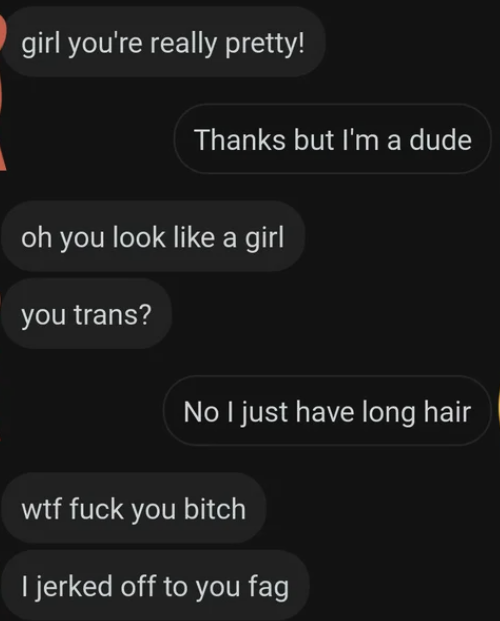 girl you're really pretty!
Thanks but I'm a dude
oh you look like a girl
you trans?
No I just have long hair
wtf fuck you bitch
I jerked off to you fag